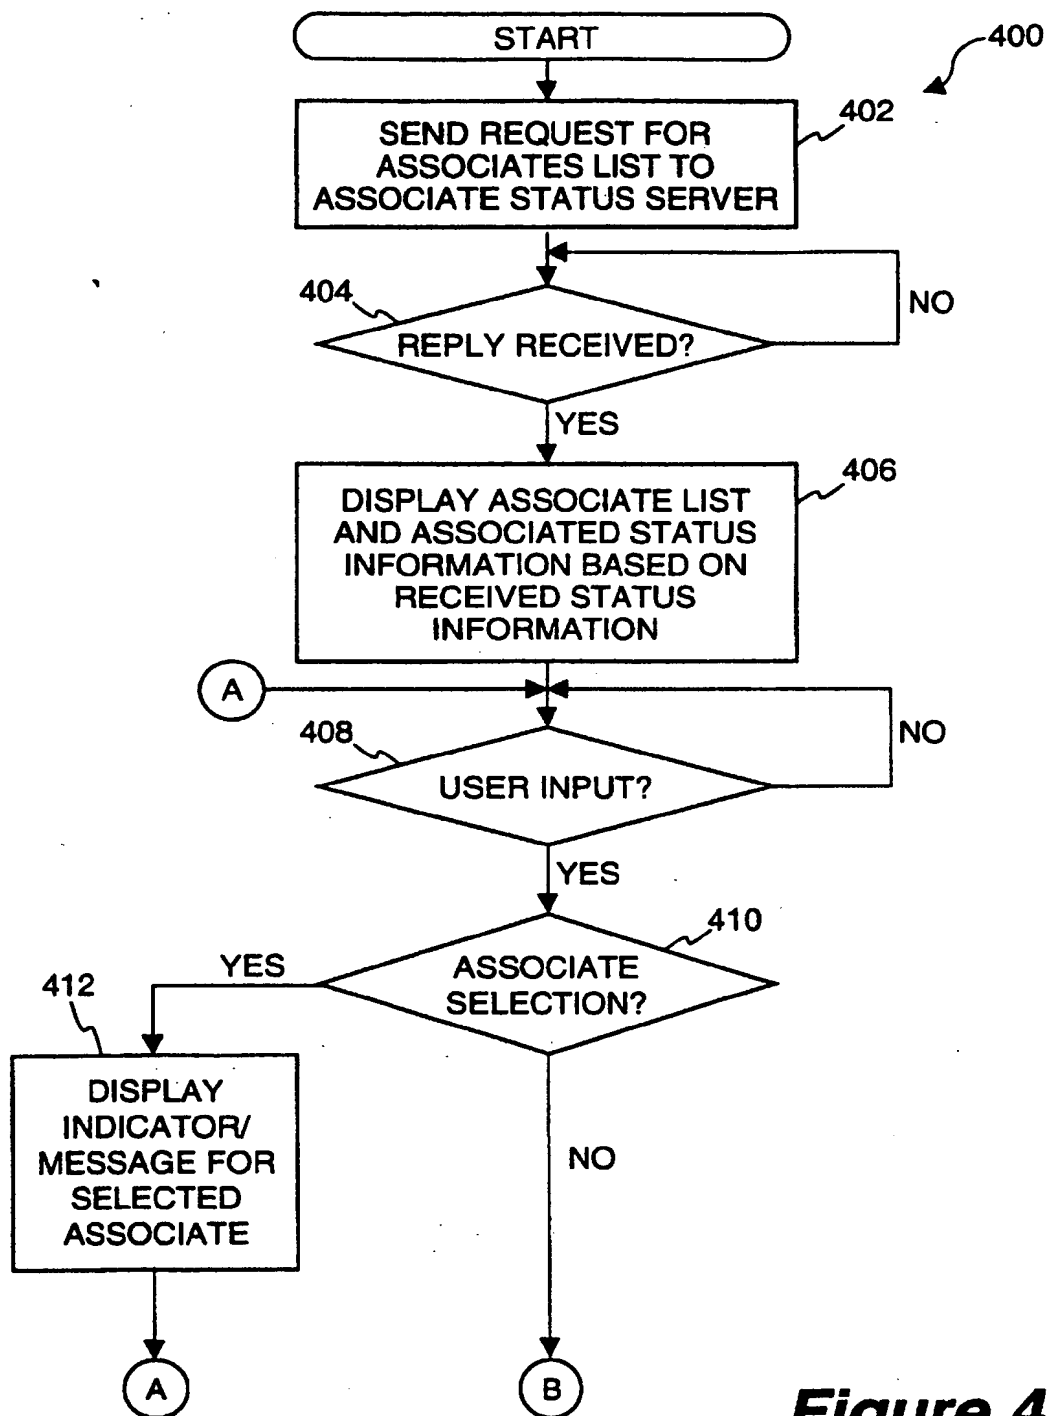 START
400
402
SEND REQUEST FOR
ASSOCIATES LIST TO
ASSOCIATE STATUS SERVER
404
NO
REPLY RECEIVED?
YES
406
DISPLAY ASSOCIATE LIST
AND ASSOCIATED STATUS
INFORMATION BASED ON
RECEIVED STATUS
INFORMATION
A
408
NO
USER INPUT?
YES
410
YES
ASSOCIATE
SELECTION?
412
DISPLAY
INDICATOR/
MESSAGE FOR
SELECTED
ASSOCIATE
NO
A
B
Figure 4